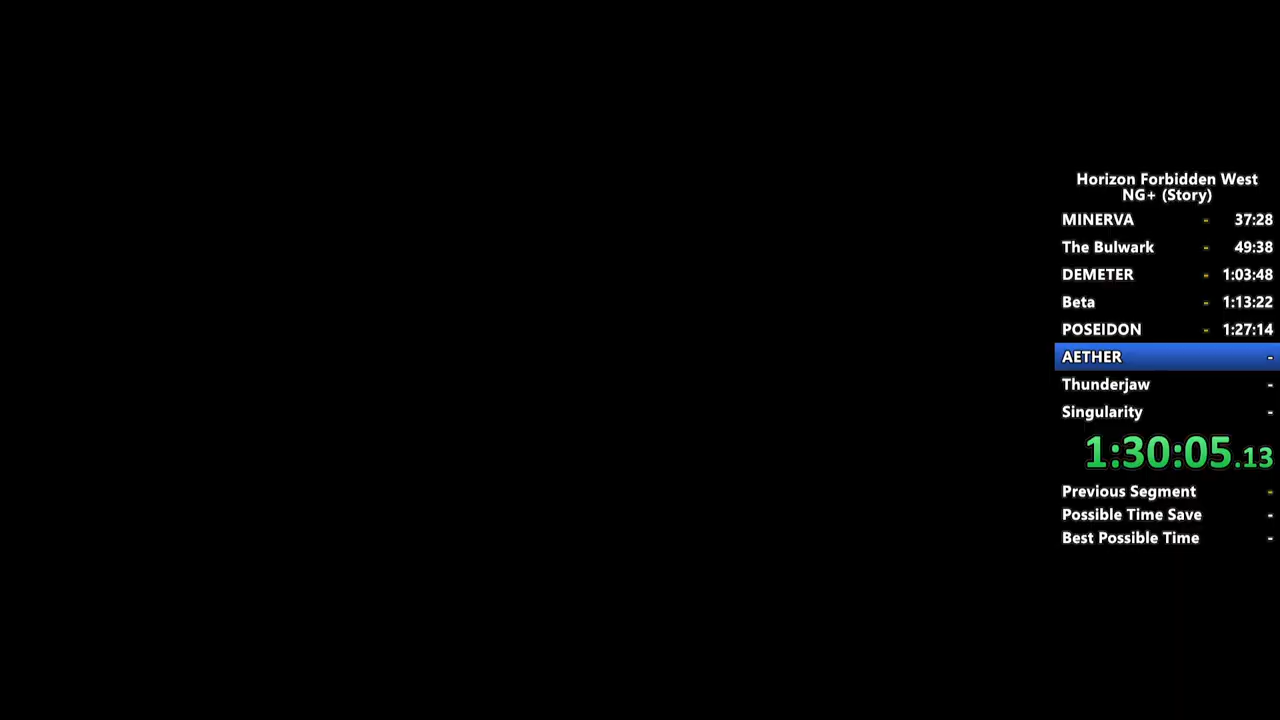 Horizon Forbidden West
NG+ (Story)
MINERVA - 37:28
The Bulwark - 49:38
DEMETER - 1:03:48
Beta - 1:13:22
POSEIDON - 1:27:14
AETHER -
Thunderjaw -
Singularity -
1:30:05.13
Previous Segment -
Possible Time Save -
Best Possible Time -